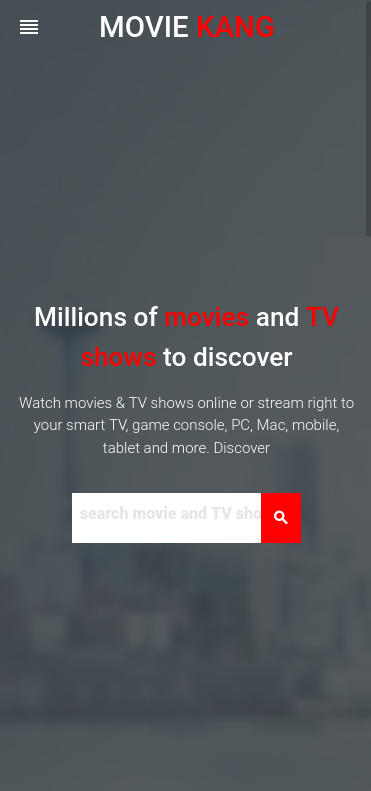 MOVIE KANG
Millions of movies and TV
shows to discover
Watch movies & TV shows online or stream right to
your smart TV, game console, PC, Mac, mobile,
tablet and more. Discover
search movie and TV sho